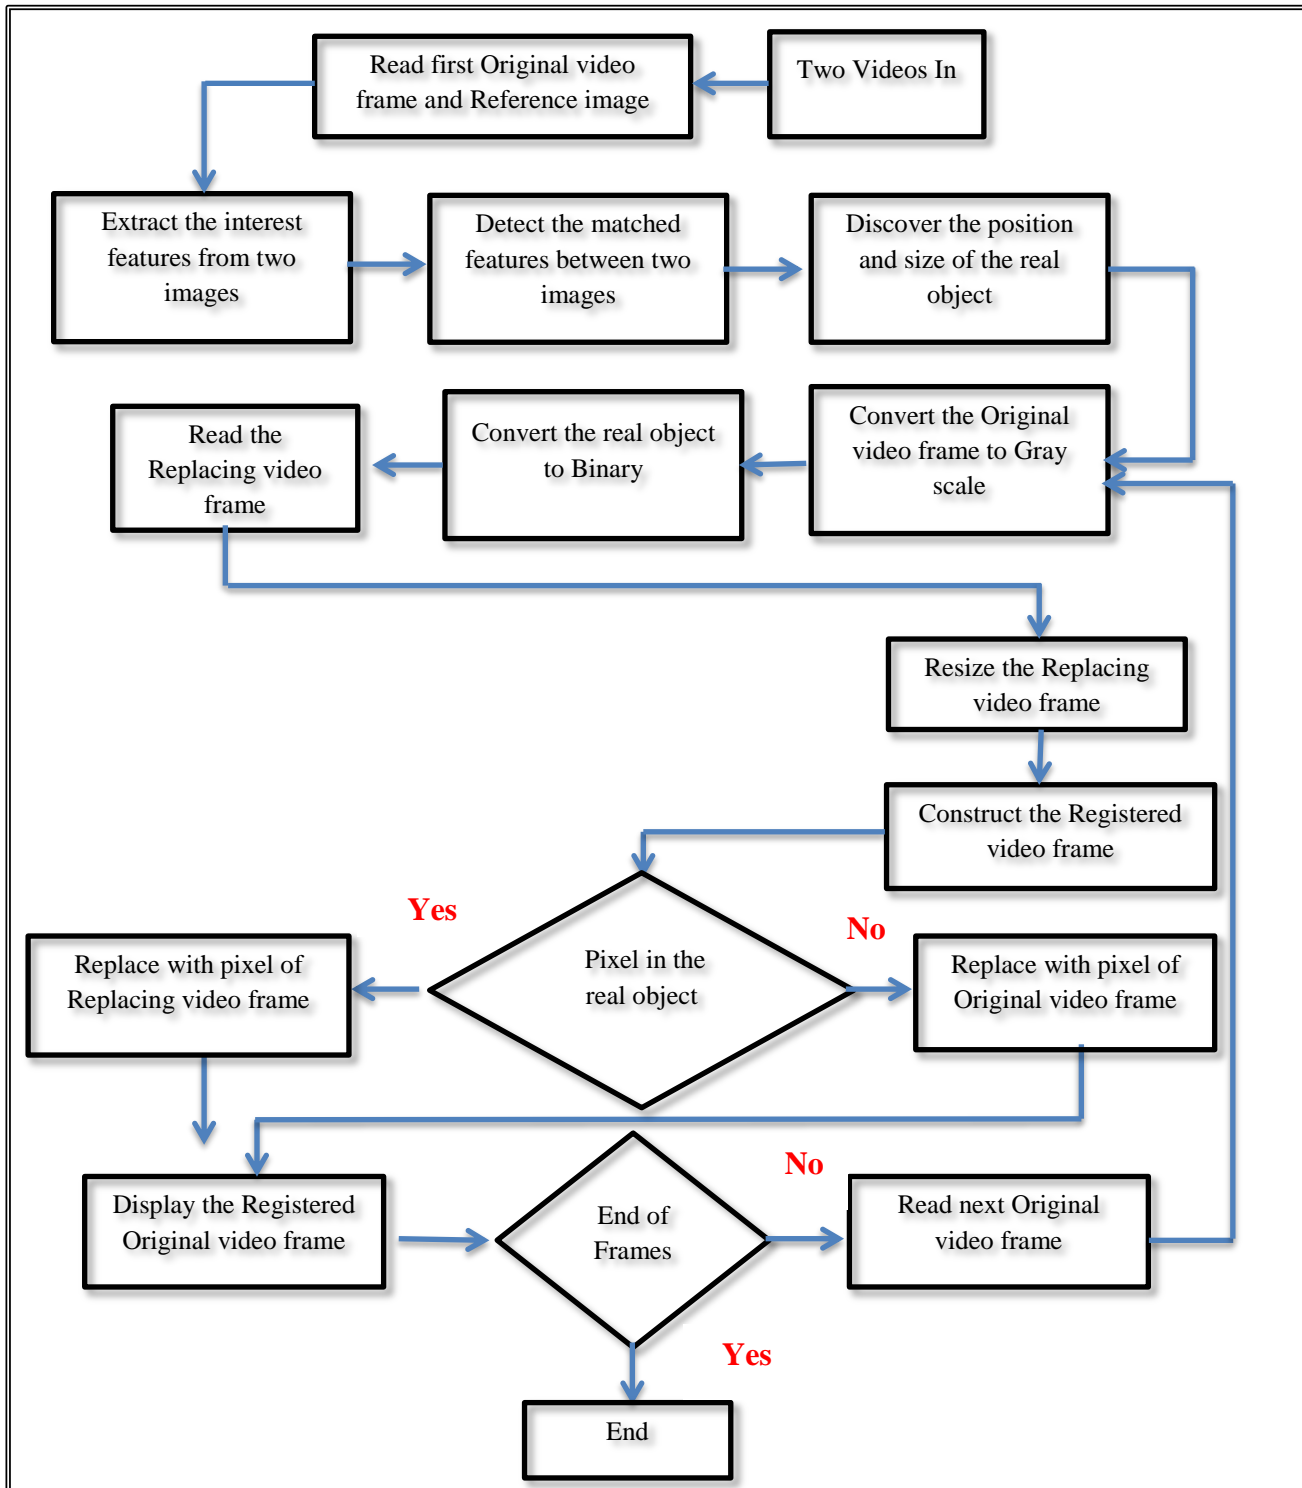 Two Videos In
Read first Original video
frame and Reference image
Extract the interest
features from two
images
Detect the matched
features between two
images
Discover the position
and size of the real
object
Convert the Original
video frame to Gray
scale
Convert the real object
to Binary
Read the
Replacing video
frame
Resize the Replacing
video frame
Construct the Registered
video frame
Pixel in the
real object
Yes
No
Replace with pixel of
Replacing video frame
Replace with pixel of
Original video frame
Display the Registered
Original video frame
End of
Frames
No
Read next Original
video frame
Yes
End